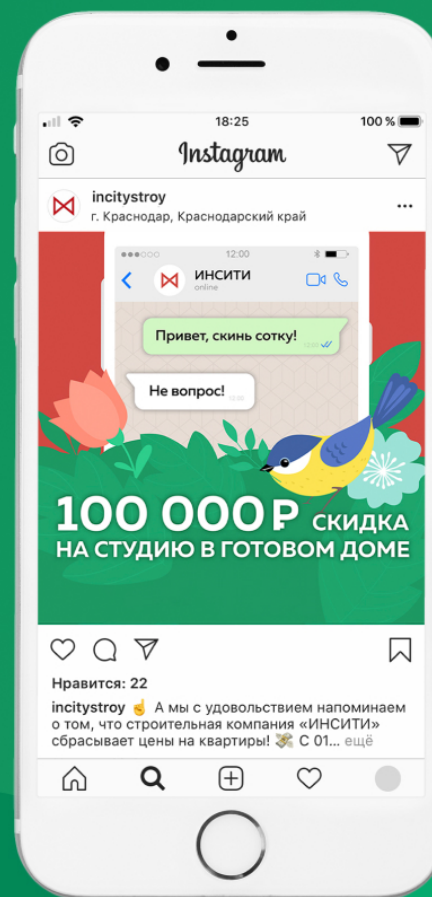 18:25
100 %
Instagram
incitystroy
г. Краснодар, Краснодарский край
12:00
ИНСИТИ
online
Привет, скинь сотку!
Не вопрос!
100 000 ₽ СКИДКА
НА СТУДИЮ В ГОТОВОМ ДОМЕ
Нравится: 22
incitystroy ☝ А мы с удовольствием напоминаем
о том, что строительная компания «ИНСИТИ»
сбрасывает цены на квартиры! 💸 С 01... ещё